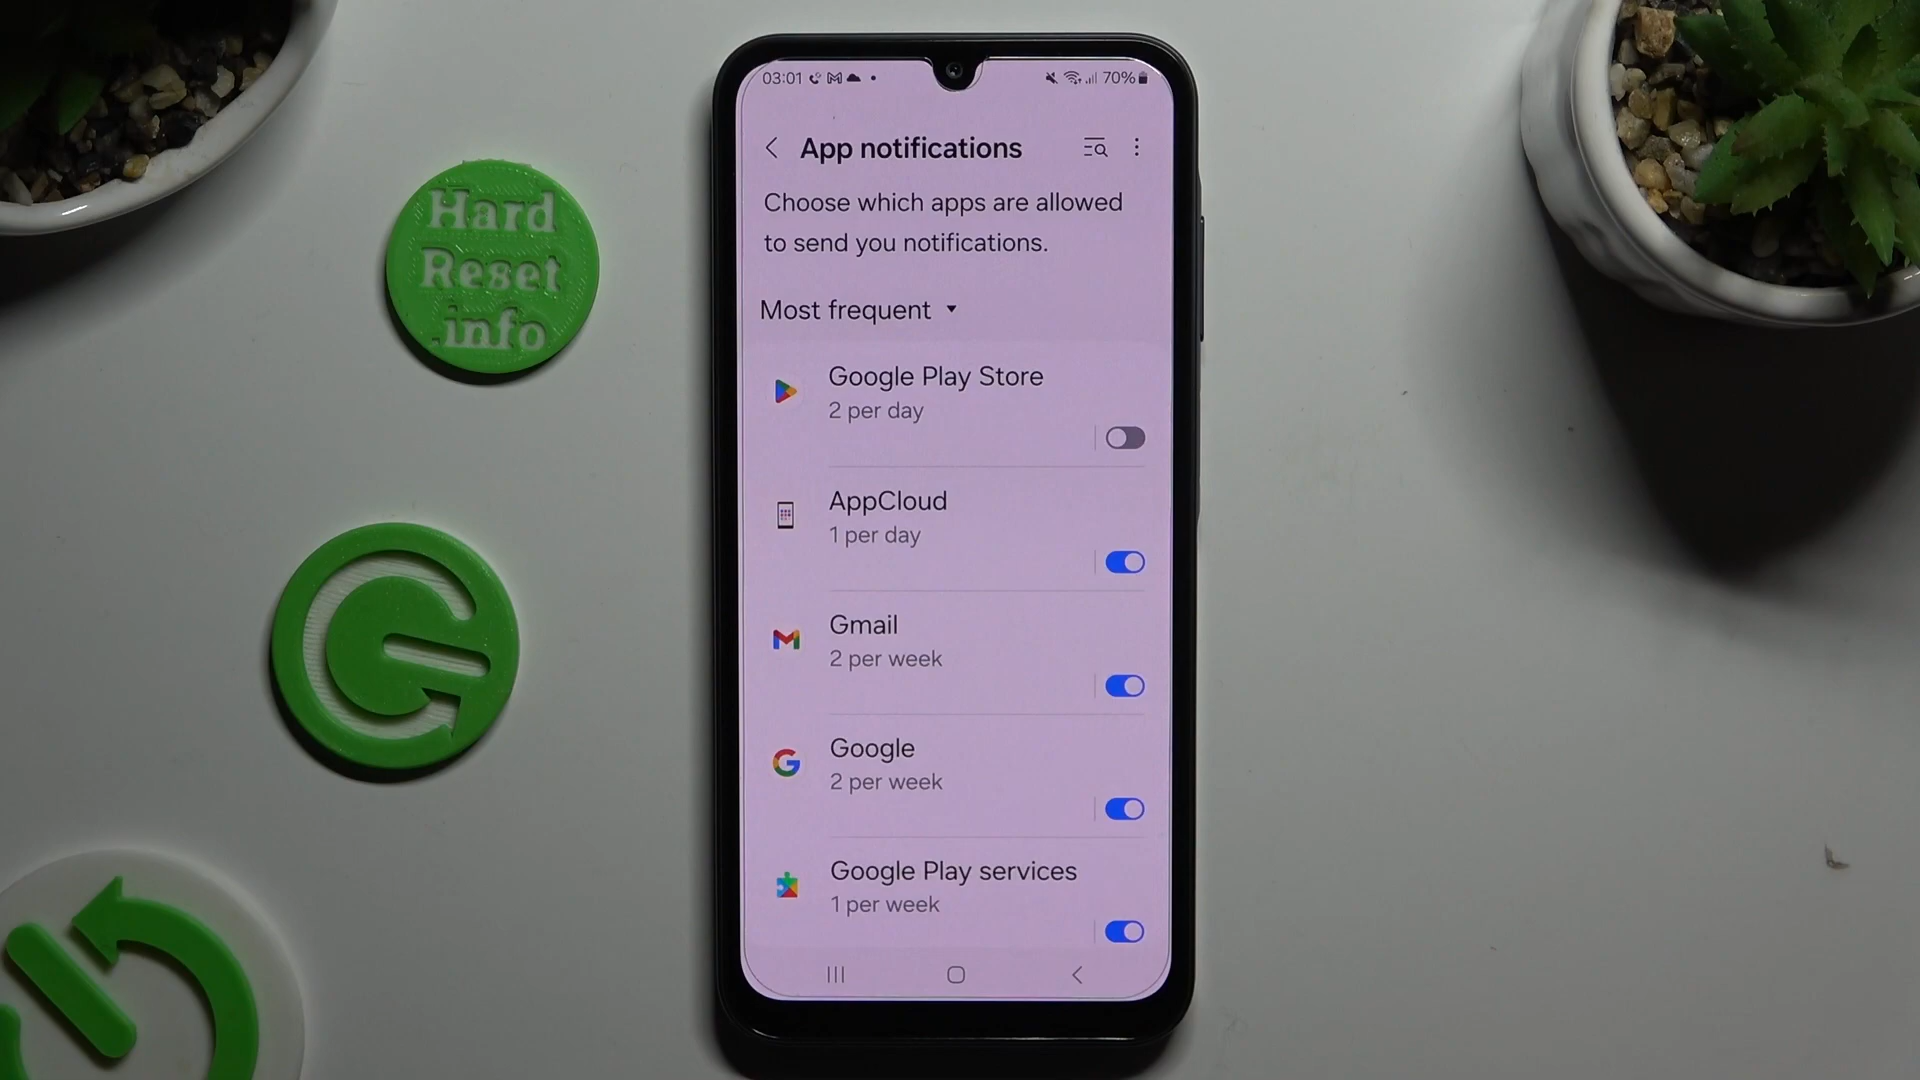 Hard
Reset
.info
03:01
70%
App notifications
Choose which apps are allowed
to send you notifications.
Most frequent
Google Play Store
2 per day
AppCloud
1 per day
Gmail
2 per week
Google
2 per week
Google Play services
1 per week